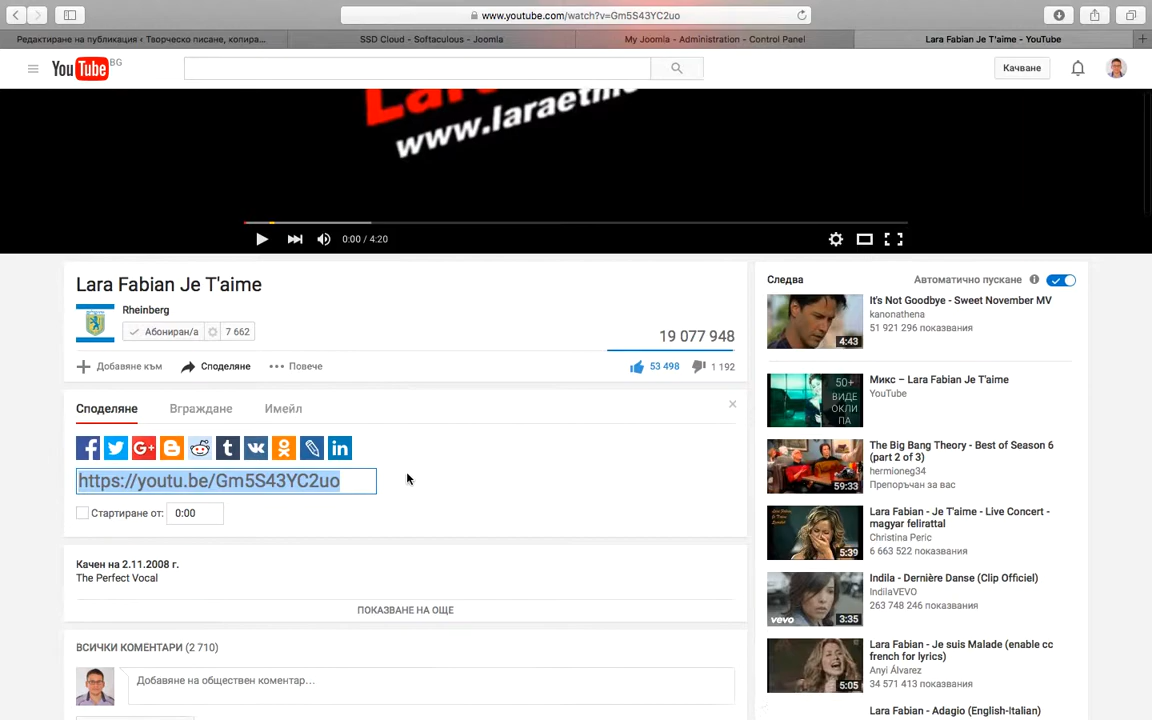 www.youtube.com/watch?v=Gm5S43YC2uo
Редактиране на публикация ‹ Творческо писане, копира...
SSD Cloud - Softaculous - Joomla
My Joomla - Administration - Control Panel
Lara Fabian Je T'aime - YouTube
YouTube BG
Качване
www.laraetmo
0:00 / 4:20
Lara Fabian Je T'aime
Rheinberg
Абониран/а 7 662
19 077 948
Добавяне към Споделяне Повече
53 498 1 192
Споделяне Вграждане Имейл
https://youtu.be/Gm5S43YC2uo
Стартиране от: 0:00
Качен на 2.11.2008 г.
The Perfect Vocal
ПОКАЗВАНЕ НА ОЩЕ
ВСИЧКИ КОМЕНТАРИ (2 710)
Добавяне на обществен коментар...
Следва Автоматично пускане
It's Not Goodbye - Sweet November MV
kanonathena
51 921 296 показвания
4:43
Микс – Lara Fabian Je T'aime
YouTube
50+
ВИДЕ
ОКЛИ
ПА
The Big Bang Theory - Best of Season 6
(part 2 of 3)
hermioneg34
Препоръчан за вас
59:33
Lara Fabian - Je T'aime - Live Concert -
magyar felirattal
Christina Peric
6 663 522 показвания
5:39
Indila - Dernière Danse (Clip Officiel)
IndilaVEVO
263 748 246 показвания
vevo 3:35
Lara Fabian - Je suis Malade (enable cc
french for lyrics)
Anyi Álvarez
34 571 413 показвания
5:05
Lara Fabian - Adagio (English-Italian)